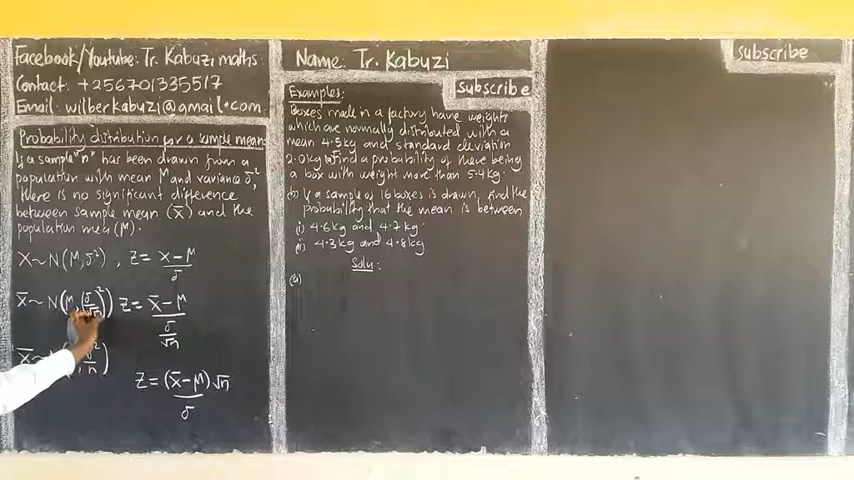 Facebook/Youtube: Tr. Kabuzi maths.
Contact: +256701335517
Email: wilberkabuzi@gmail.com
Probability distribution for a sample mean
If a sample "n" has been drawn from a
population with mean μ and variance σ²,
there is no significant difference
between sample mean (x̄) and the
population mea (μ).
X~N(μ, σ²), Z = (x-μ)/σ
x̄~N(μ, (σ/√n)²) Z = (x̄-μ)/(σ/√n)
Z = (x̄-μ)√n/σ
Name: Tr. Kabuzi
Subscribe
Examples:
Boxes made in a factory have weights
which are normally distributed with a
mean 4.5kg and standard deviation
2.0kg. Find a probability of there being
a box with weight more than 5.4kg.
(b) If a sample of 16 boxes is drawn, find the
probability that the mean is between
(i) 4.6kg and 4.7kg.
(ii) 4.3kg and 4.8kg
Soln:
(a)
Subscribe